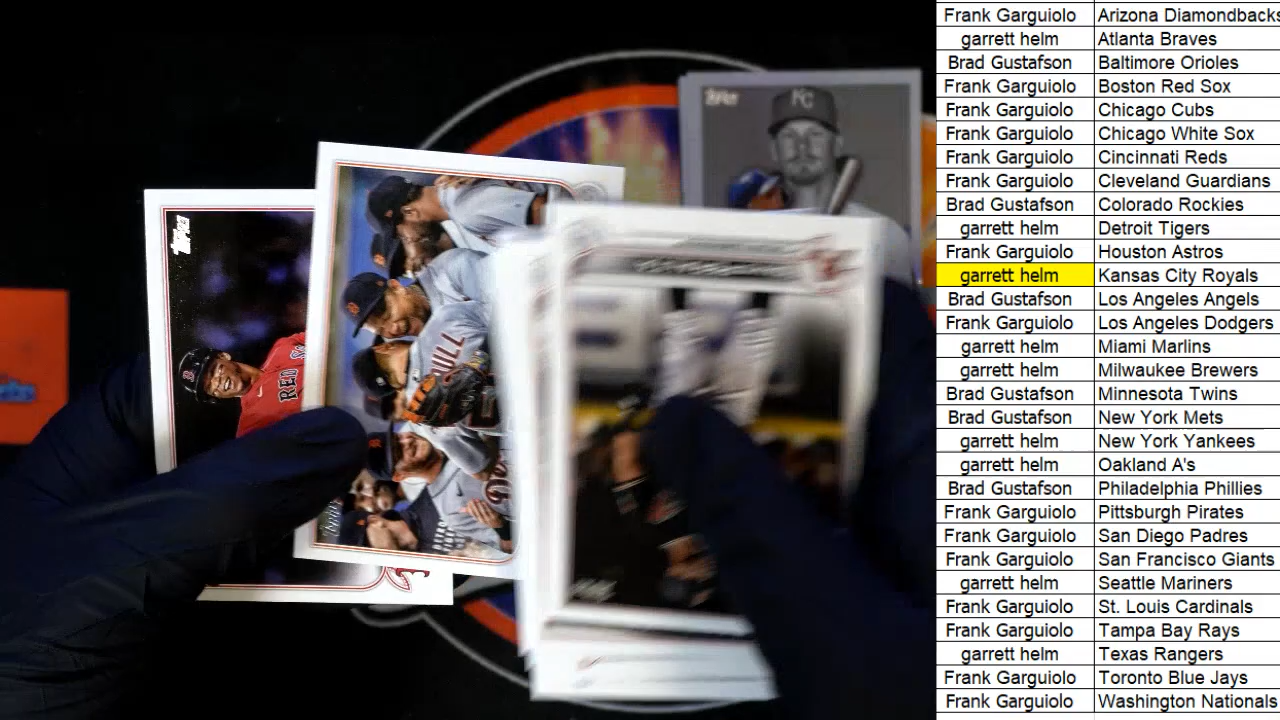 Frank Garguiolo Arizona Diamondbacks
garrett helm Atlanta Braves
Brad Gustafson Baltimore Orioles
Frank Garguiolo Boston Red Sox
Frank Garguiolo Chicago Cubs
Frank Garguiolo Chicago White Sox
Frank Garguiolo Cincinnati Reds
Frank Garguiolo Cleveland Guardians
Brad Gustafson Colorado Rockies
garrett helm Detroit Tigers
Frank Garguiolo Houston Astros
garrett helm Kansas City Royals
Brad Gustafson Los Angeles Angels
Frank Garguiolo Los Angeles Dodgers
garrett helm Miami Marlins
garrett helm Milwaukee Brewers
Brad Gustafson Minnesota Twins
Brad Gustafson New York Mets
garrett helm New York Yankees
garrett helm Oakland A's
Brad Gustafson Philadelphia Phillies
Frank Garguiolo Pittsburgh Pirates
Frank Garguiolo San Diego Padres
Frank Garguiolo San Francisco Giants
garrett helm Seattle Mariners
Frank Garguiolo St. Louis Cardinals
Frank Garguiolo Tampa Bay Rays
garrett helm Texas Rangers
Frank Garguiolo Toronto Blue Jays
Frank Garguiolo Washington Nationals
Topps
Topps
KC
B
RED